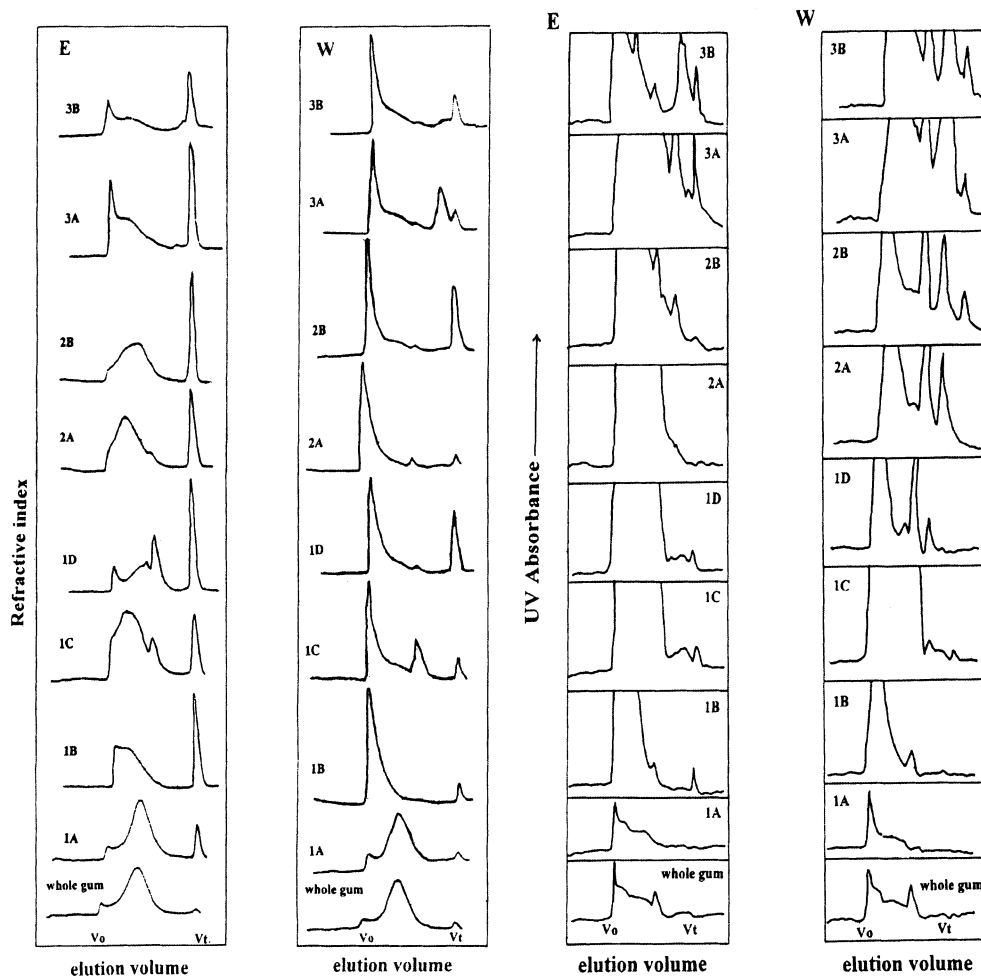 E
3B
3A
2B
2A
1D
1C
1B
1A
whole gum
Vo
Vt.
elution volume
Refractive index
W
3B
3A
2B
2A
1D
1C
1B
1A
whole gum
Vo
Vt
elution volume
E
3B
3A
2B
2A
1D
1C
1B
1A
whole gum
Vo
Vt
elution volume
UV Absorbance
W
3B
3A
2B
2A
1D
1C
1B
1A
whole gum
Vo
Vt
elution volume